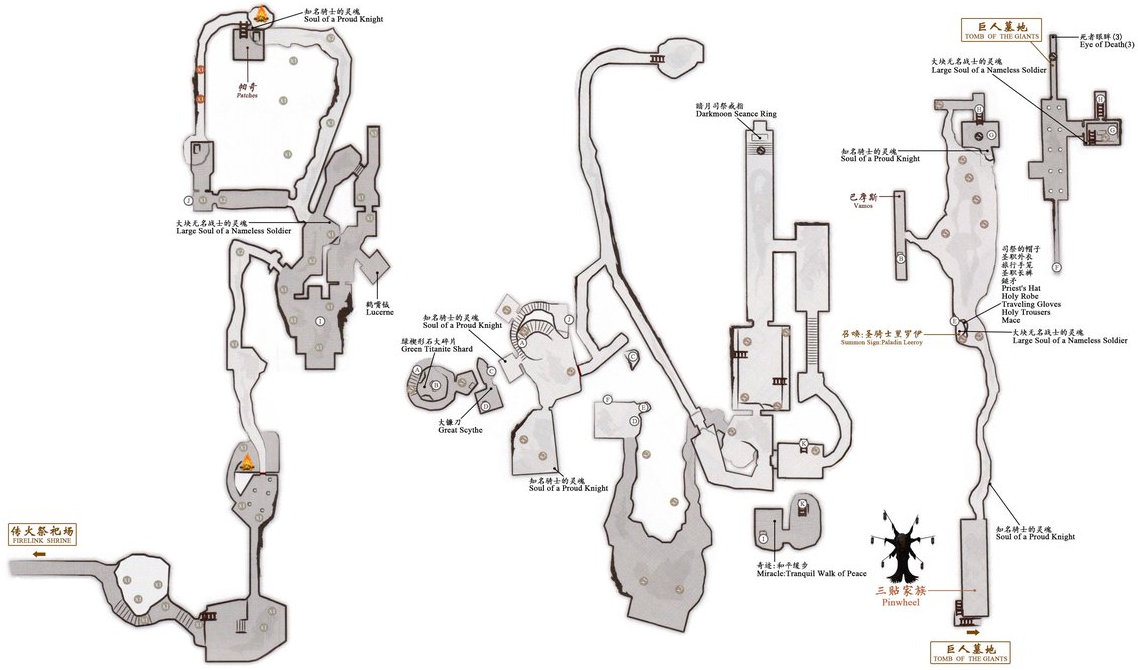 知名骑士的灵魂
Soul of a Proud Knight
帕奇
Patches
J
大块无名战士的灵魂
Large Soul of a Nameless Soldier
鹤嘴钺
Lucerne
I
传火祭祀场
FIRELINK SHRINE
知名骑士的灵魂
Soul of a Proud Knight
绿楔形石大碎片
Green Titanite Shard
A
B
C
D
大镰刀
Great Scythe
J
A
C
知名骑士的灵魂
Soul of a Proud Knight
F
E
D
暗月司祭戒指
Darkmoon Seance Ring
K
K
I
奇迹:和平缓步
Miracle:Tranquil Walk of Peace
巨人墓地
TOMB OF THE GIANTS
死者眼眸 (3)
Eye of Death(3)
大块无名战士的灵魂
Large Soul of a Nameless Soldier
H
G
H
G
知名骑士的灵魂
Soul of a Proud Knight
巴摩斯
Vamos
B
F
司祭的帽子
圣职外衣
旅行手笼
圣职长裤
鎚矛
Priest's Hat
Holy Robe
Traveling Gloves
Holy Trousers
Mace
E
召唤:圣骑士里罗伊
Summon Sign:Paladin Leeroy
大块无名战士的灵魂
Large Soul of a Nameless Soldier
知名骑士的灵魂
Soul of a Proud Knight
三貼家族
Pinwheel
巨人墓地
TOMB OF THE GIANTS